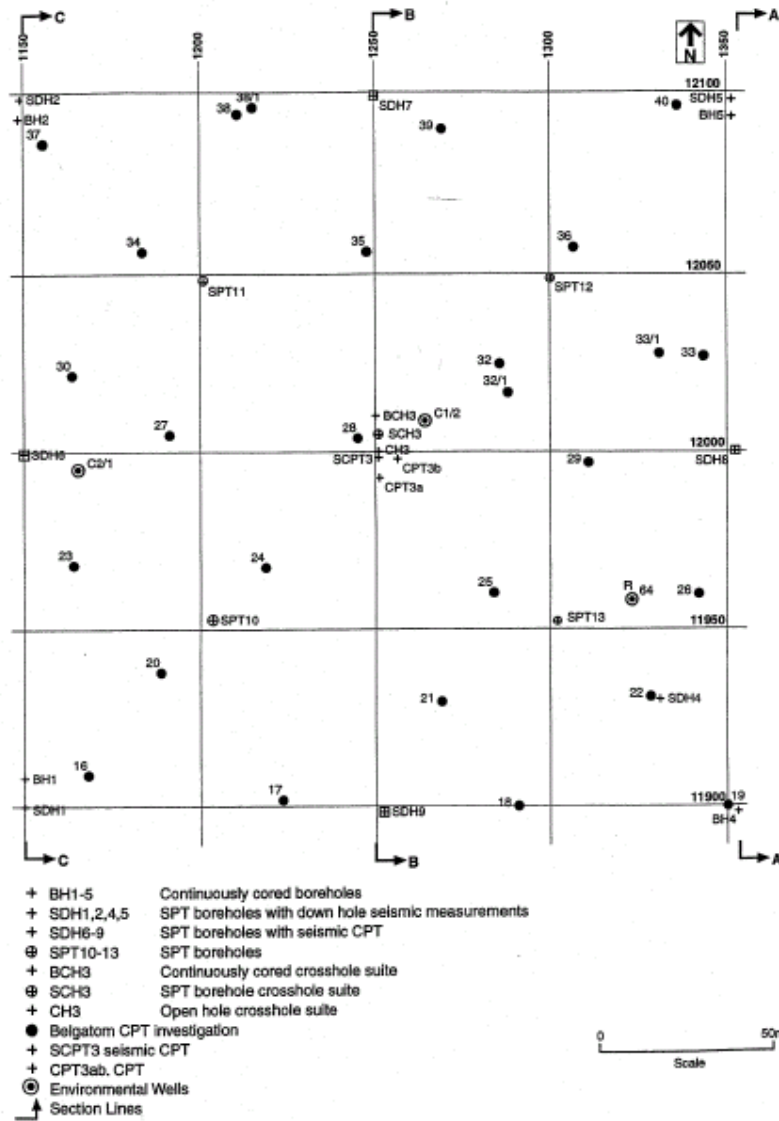 C B A
1150 1200 1250 1300 1350
N
12100
SDH2
BH2
37
38 38/1
SDH7
39
40
SDH5
BH5
34
35
36
12050
SPT11
SPT12
30
32
33/1
33
32/1
27
28
BCH3
C1/2
SCH3
CH3
SCPT3
CPT3b
CPT3a
12000
SDH6
C2/1
29
SDH8
23
24
25
R 64
26
SPT10
SPT13
11950
20
21
22
SDH4
16
BH1
17
18
11900
19
SDH1
SDH9
BH4
C B A
BH1-5 Continuously cored boreholes
SDH1,2,4,5 SPT boreholes with down hole seismic measurements
SDH6-9 SPT boreholes with seismic CPT
SPT10-13 SPT boreholes
BCH3 Continuously cored crosshole suite
SCH3 SPT borehole crosshole suite
CH3 Open hole crosshole suite
Belgatom CPT investigation
SCPT3 seismic CPT
CPT3ab. CPT
Environmental Wells
Section Lines
0 50m
Scale